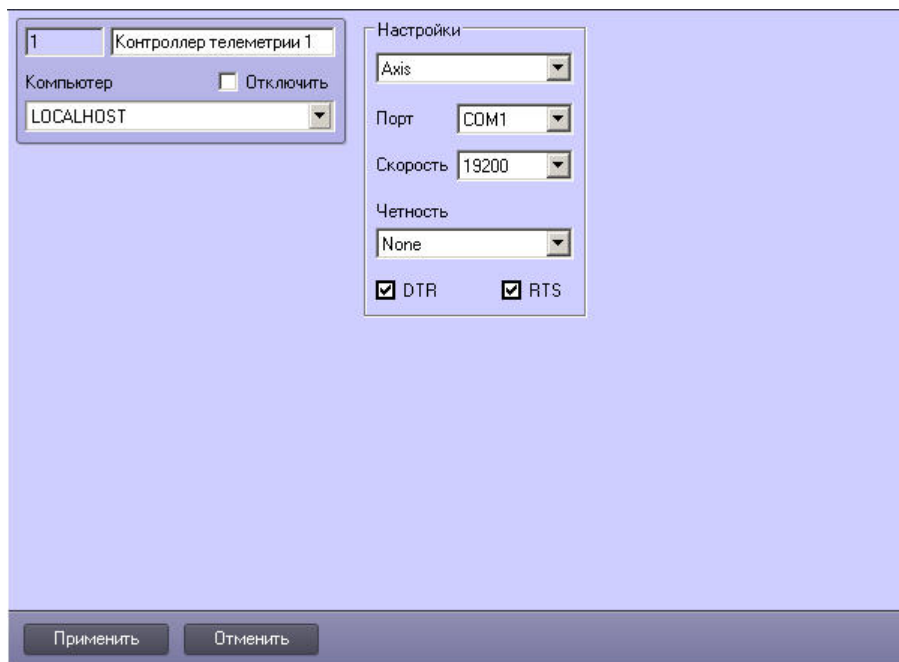 1 Контроллер телеметрии 1
Компьютер Отключить
LOCALHOST
Настройки
Axis
Порт COM1
Скорость 19200
Четность
None
DTR RTS
Применить Отменить